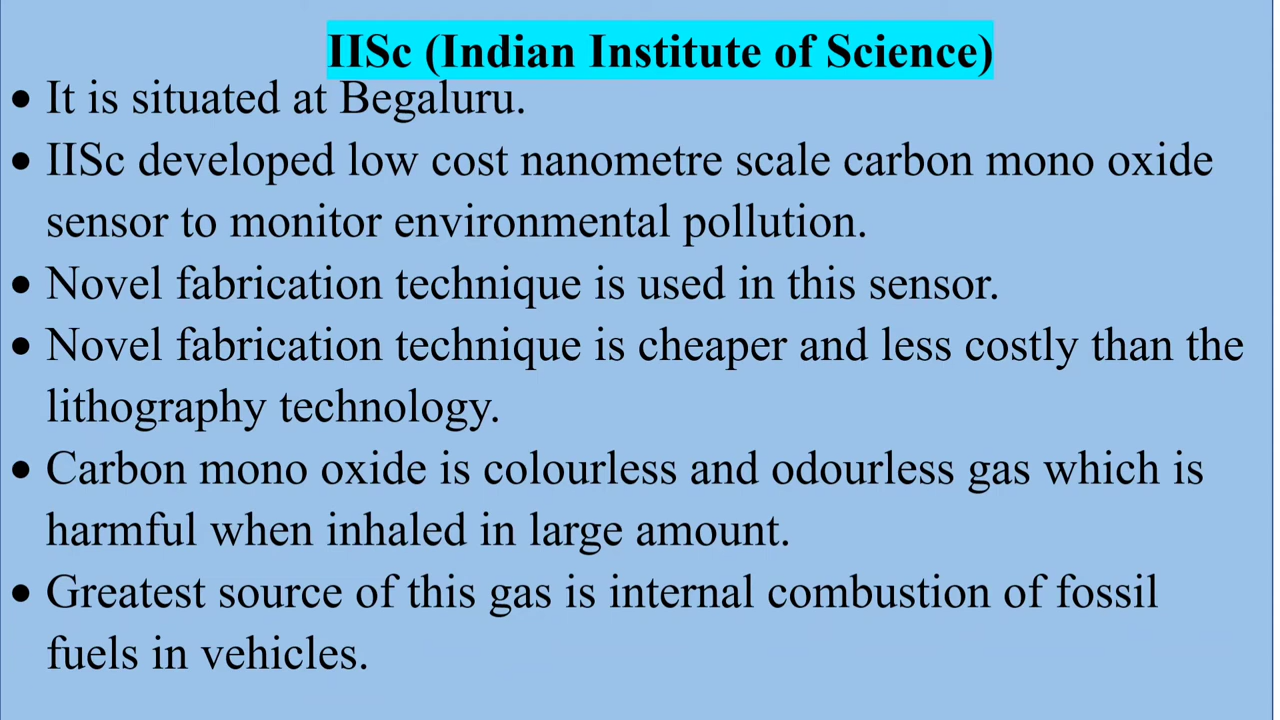 IISc (Indian Institute of Science)
• It is situated at Begaluru.
• IISc developed low cost nanometre scale carbon mono oxide
sensor to monitor environmental pollution.
• Novel fabrication technique is used in this sensor.
• Novel fabrication technique is cheaper and less costly than the
lithography technology.
• Carbon mono oxide is colourless and odourless gas which is
harmful when inhaled in large amount.
• Greatest source of this gas is internal combustion of fossil
fuels in vehicles.